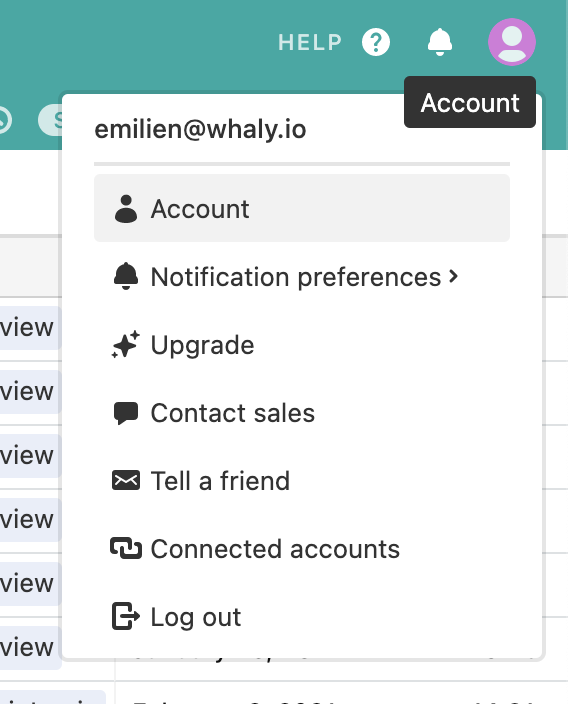 HELP
Account
emilien@whaly.io
Account
Notification preferences
Upgrade
Contact sales
Tell a friend
Connected accounts
Log out
view
view
view
view
view
view